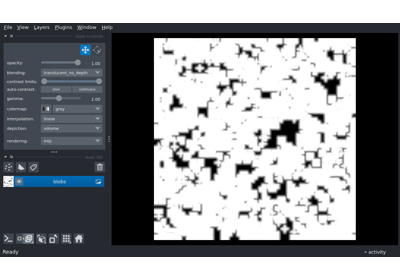 File View Layers Plugins Window Help
opacity: 1.00
blending: translucent_no_depth
contrast limits:
auto-contrast: once continuous
gamma: 1.00
colormap: gray
interpolation: linear
depiction: volume
rendering: mip
blobs
Ready activity